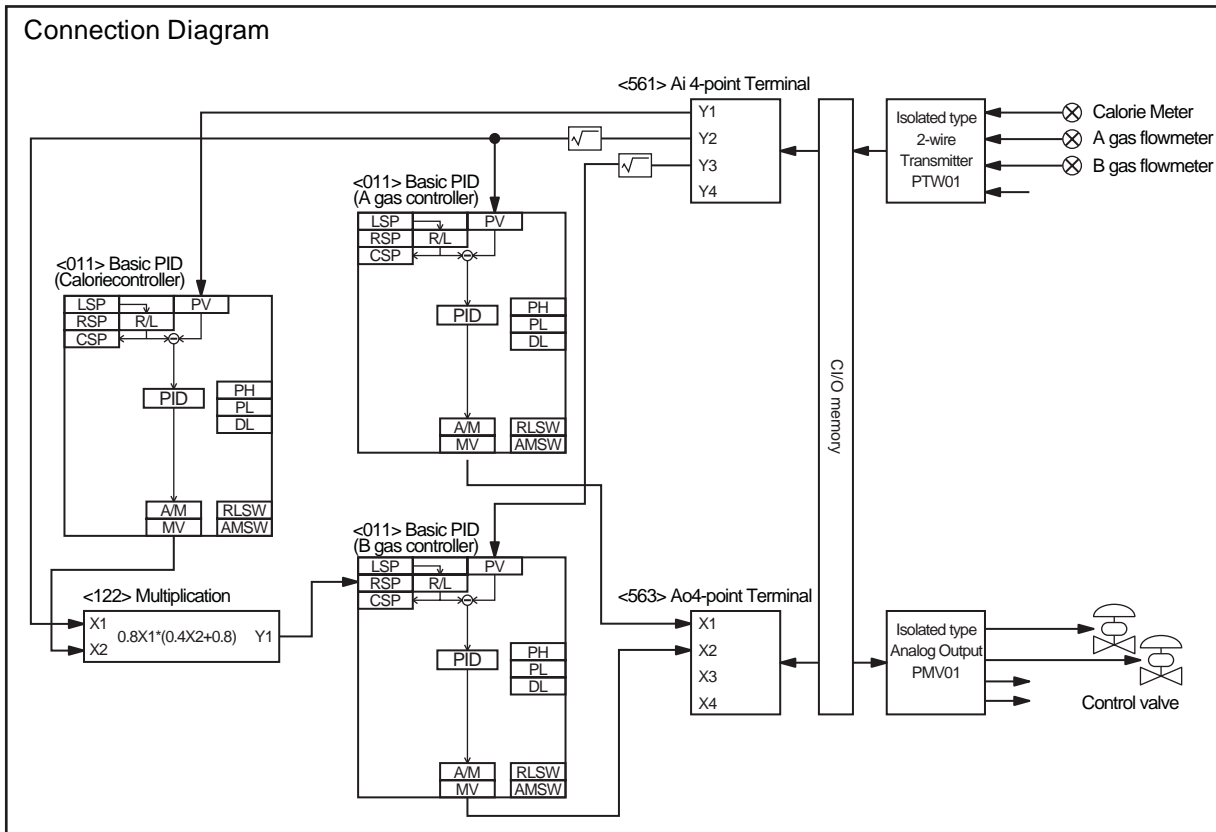 Connection Diagram
<561> Ai 4-point Terminal
Y1
Y2
Y3
Y4
CI/O memory
Isolated type
2-wire
Transmitter
PTW01
Calorie Meter
A gas flowmeter
B gas flowmeter
√
√
<011> Basic PID
(A gas controller)
LSP
PV
RSP
R/L
CSP
PID
PH
PL
DL
A/M
RLSW
MV
AMSW
<011> Basic PID
(Caloriecontroller)
LSP
PV
RSP
R/L
CSP
PID
PH
PL
DL
A/M
RLSW
MV
AMSW
<122> Multiplication
X1
X2
0.8X1*(0.4X2+0.8)
Y1
<011> Basic PID
(B gas controller)
LSP
PV
RSP
R/L
CSP
PID
PH
PL
DL
A/M
RLSW
MV
AMSW
<563> Ao4-point Terminal
X1
X2
X3
X4
Isolated type
Analog Output
PMV01
Control valve